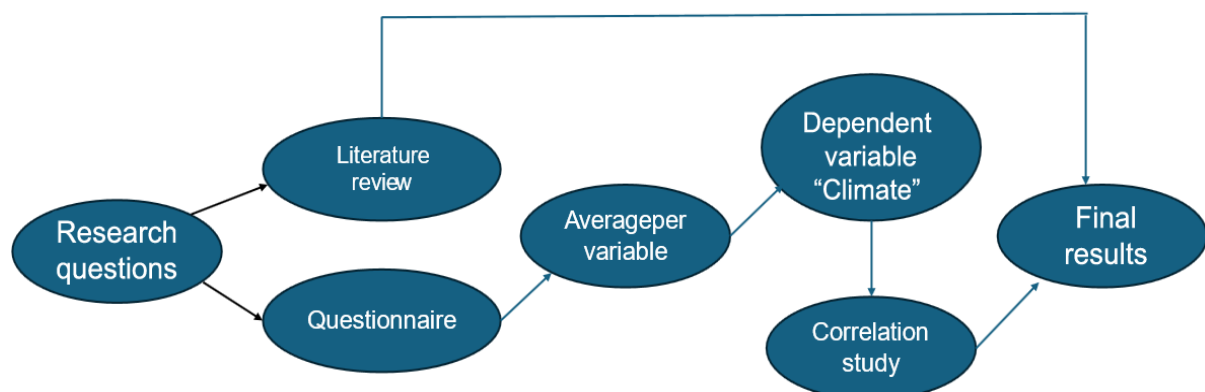 Research
questions
Literature
review
Questionnaire
Averageper
variable
Dependent
variable
“Climate”
Correlation
study
Final
results